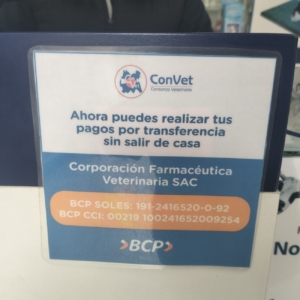 ConVet
Consorcio Veterinario
Ahora puedes realizar tus
pagos por transferencia
sin salir de casa
Corporación Farmacéutica
Veterinaria SAC
BCP SOLES: 191-2416520-0-92
BCP CCI: 00219 100241652009254
BCP
No